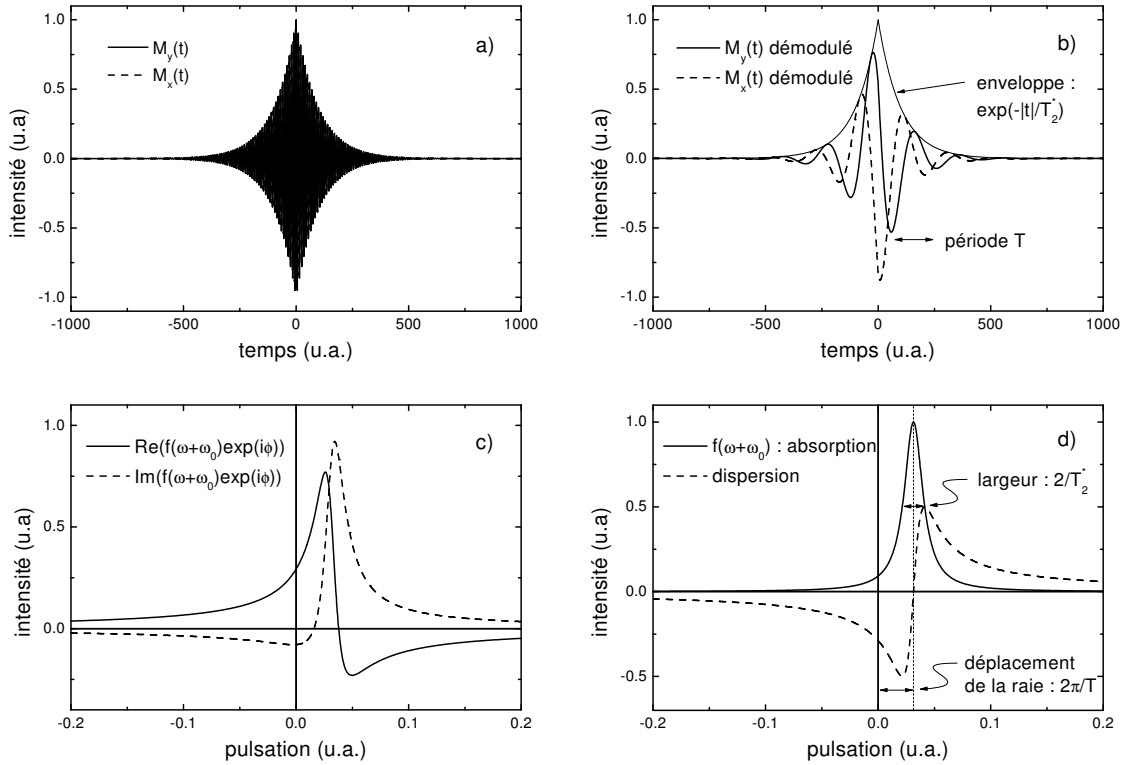 1.0
0.5
0.0
-0.5
-1.0
intensité (u.a)
M_y(t)
M_x(t)
a)
-1000
-500
0
500
1000
temps (u.a.)
1.0
0.5
0.0
-0.5
-1.0
intensité (u.a)
M_y(t) démodulé
M_x(t) démodulé
b)
enveloppe :
exp(-|t|/T_2^*)
période T
-1000
-500
0
500
1000
temps (u.a.)
1.0
0.5
0.0
intensité (u.a)
Re(f(ω+ω_0)exp(iϕ))
Im(f(ω+ω_0)exp(iϕ))
c)
-0.2
-0.1
0.0
0.1
0.2
pulsation (u.a.)
1.0
0.5
0.0
-0.5
intensité (u.a)
f(ω+ω_0) : absorption
dispersion
d)
largeur : 2/T_2^*
déplacement
de la raie : 2π/T
-0.2
-0.1
0.0
0.1
0.2
pulsation (u.a.)